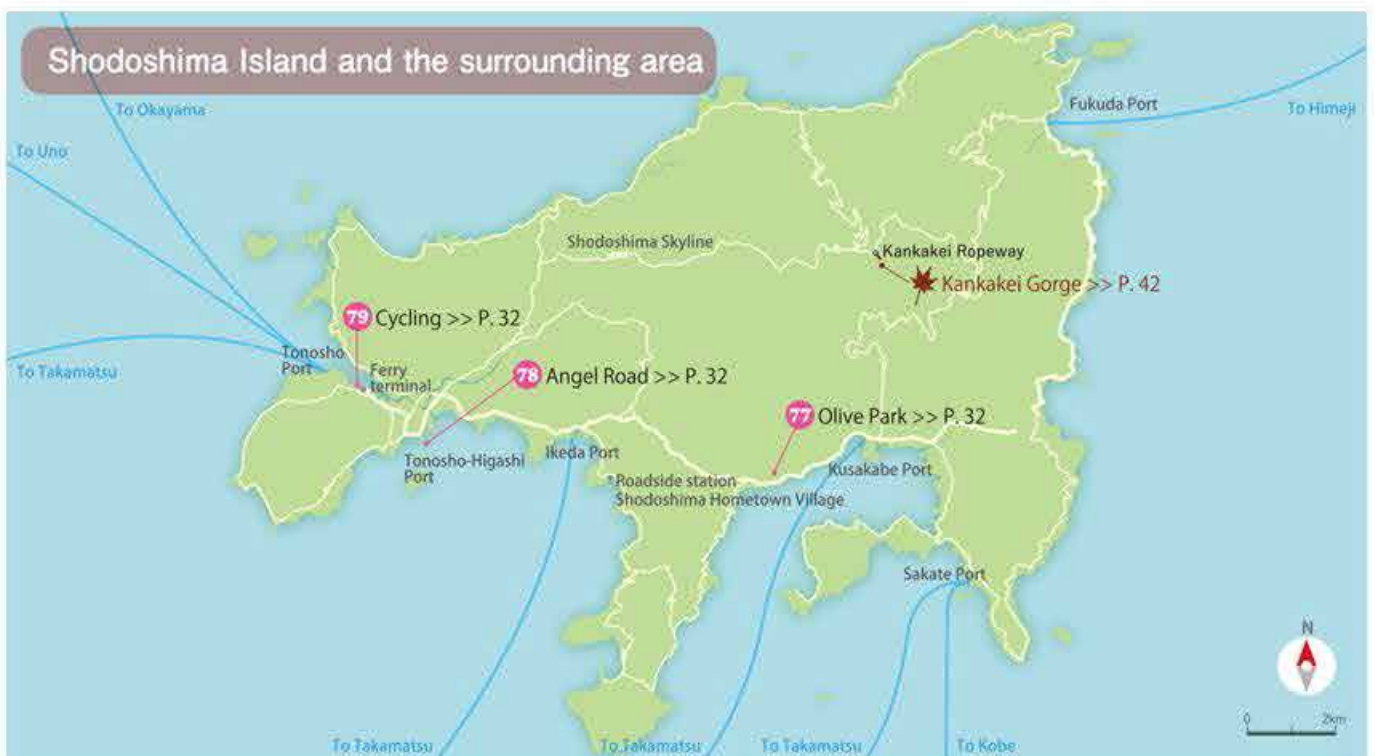 Shodoshima Island and the surrounding area
To Okayama
Fukuda Port
To Himeji
To Uno
Shodoshima Skyline
Kankakei Ropeway
Kankakei Gorge >> P. 42
79 Cycling >> P. 32
Tonosho
Port
Ferry
terminal
To Takamatsu
78 Angel Road >> P. 32
77 Olive Park >> P. 32
Tonosho-Higashi
Port
Ikeda Port
Kusakabe Port
Roadside station
Shodoshima Hometown Village
Sakate Port
N
0 2km
To Takamatsu
To Takamatsu
To Takamatsu
To Kobe